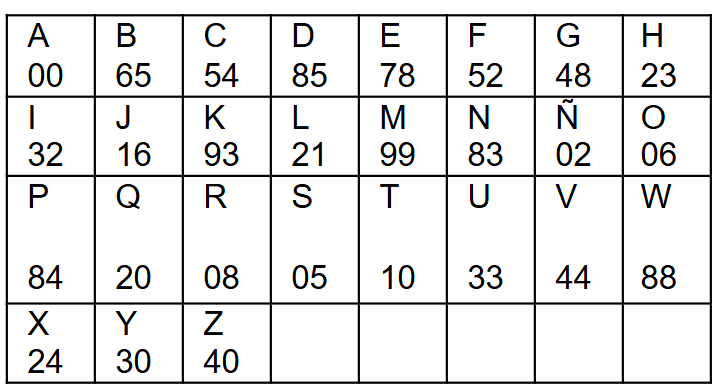 A B C D E F G H
00 65 54 85 78 52 48 23
I J K L M N Ñ O
32 16 93 21 99 83 02 06
P Q R S T U V W
84 20 08 05 10 33 44 88
X Y Z
24 30 40